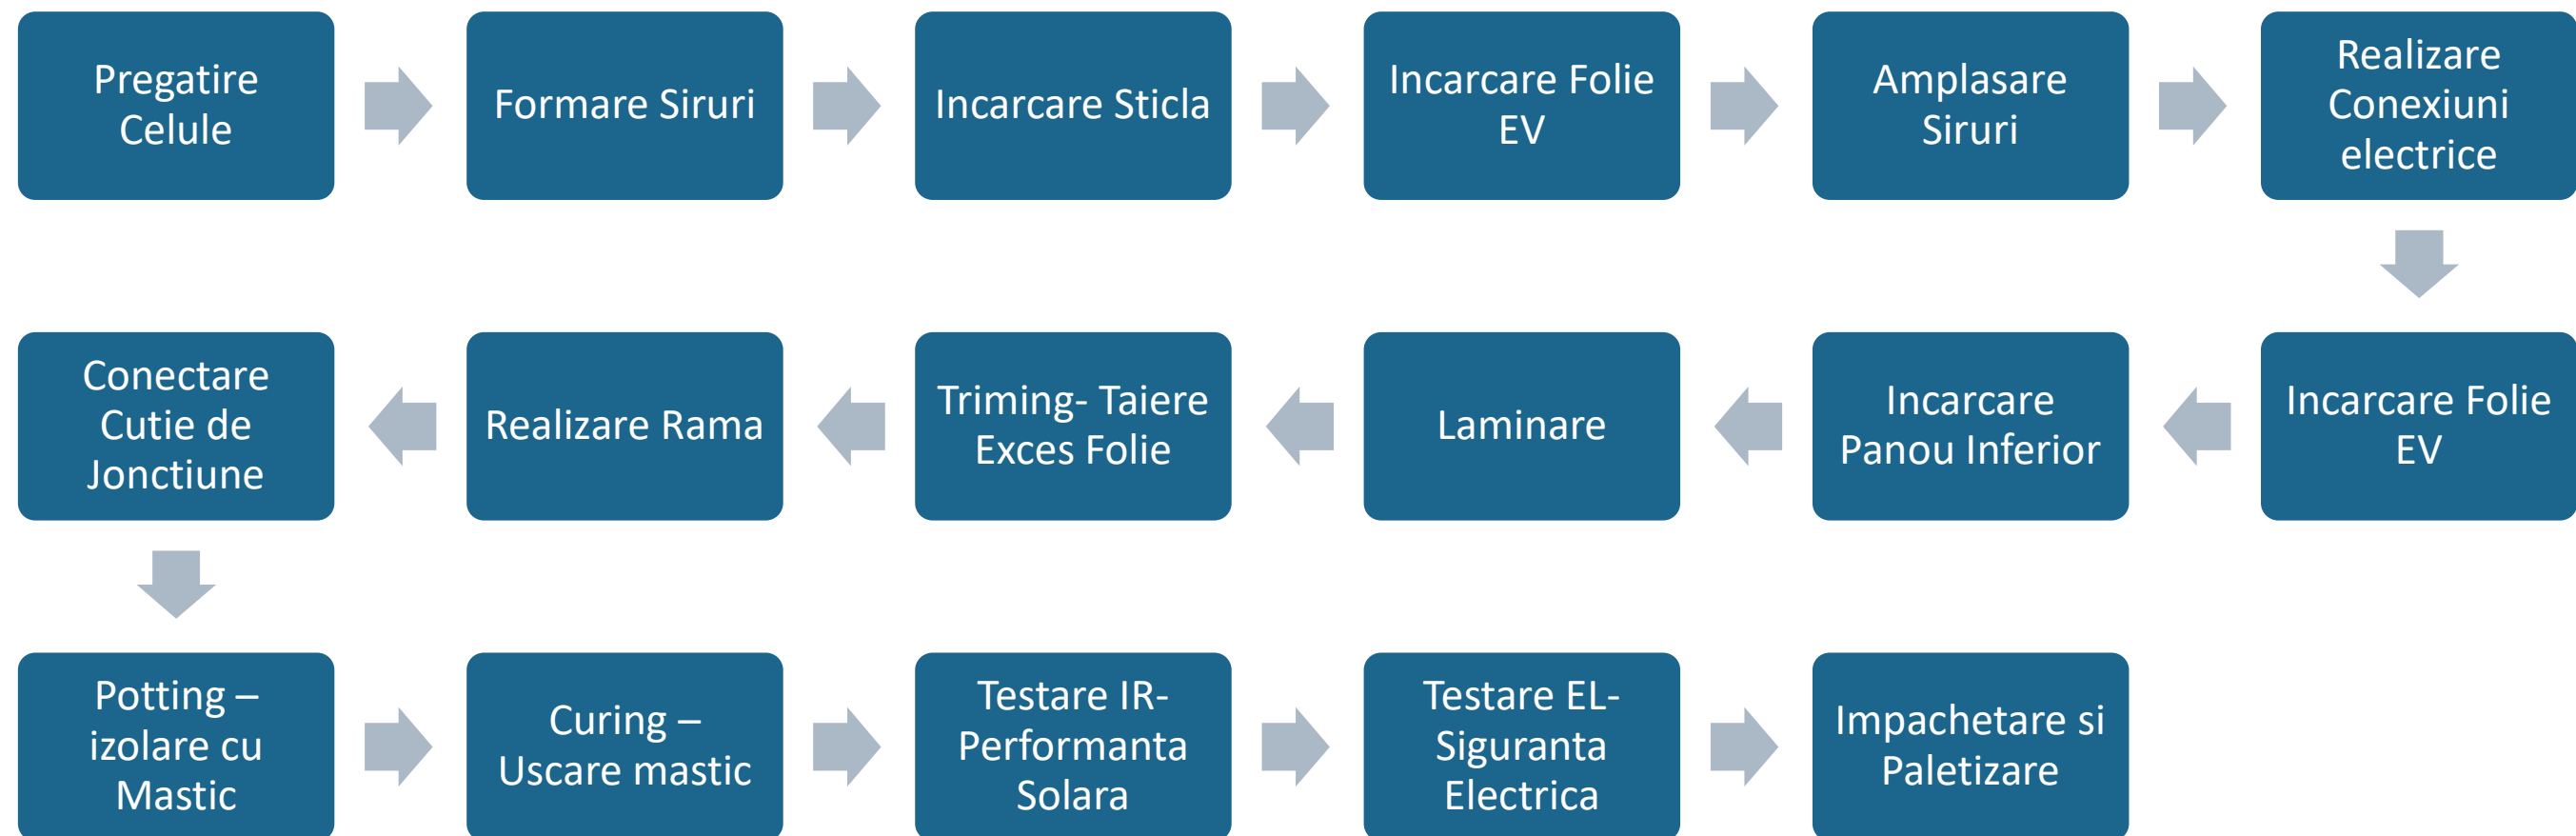 Pregatire
Celule
Formare Siruri
Incarcare Sticla
Incarcare Folie
EV
Amplasare
Siruri
Realizare
Conexiuni
electrice
Incarcare Folie
EV
Incarcare
Panou Inferior
Laminare
Triming- Taiere
Exces Folie
Realizare Rama
Conectare
Cutie de
Jonctiune
Potting –
izolare cu
Mastic
Curing –
Uscare mastic
Testare IR-
Performanta
Solara
Testare EL-
Siguranta
Electrica
Impachetare si
Paletizare